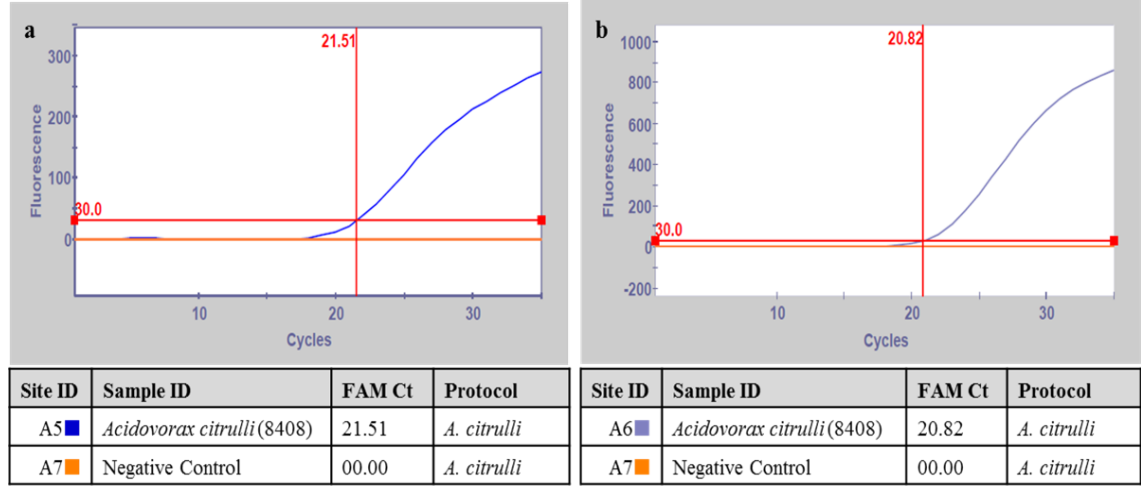 a
21.51
300
200
100
0
30.0
Fluorescence
10 20 30
Cycles
Site ID Sample ID FAM Ct Protocol
A5 Acidovorax citrulli (8408) 21.51 A. citrulli
A7 Negative Control 00.00 A. citrulli
b
20.82
1000
800
600
400
200
0
-200
30.0
Fluorescence
10 20 30
Cycles
Site ID Sample ID FAM Ct Protocol
A6 Acidovorax citrulli (8408) 20.82 A. citrulli
A7 Negative Control 00.00 A. citrulli